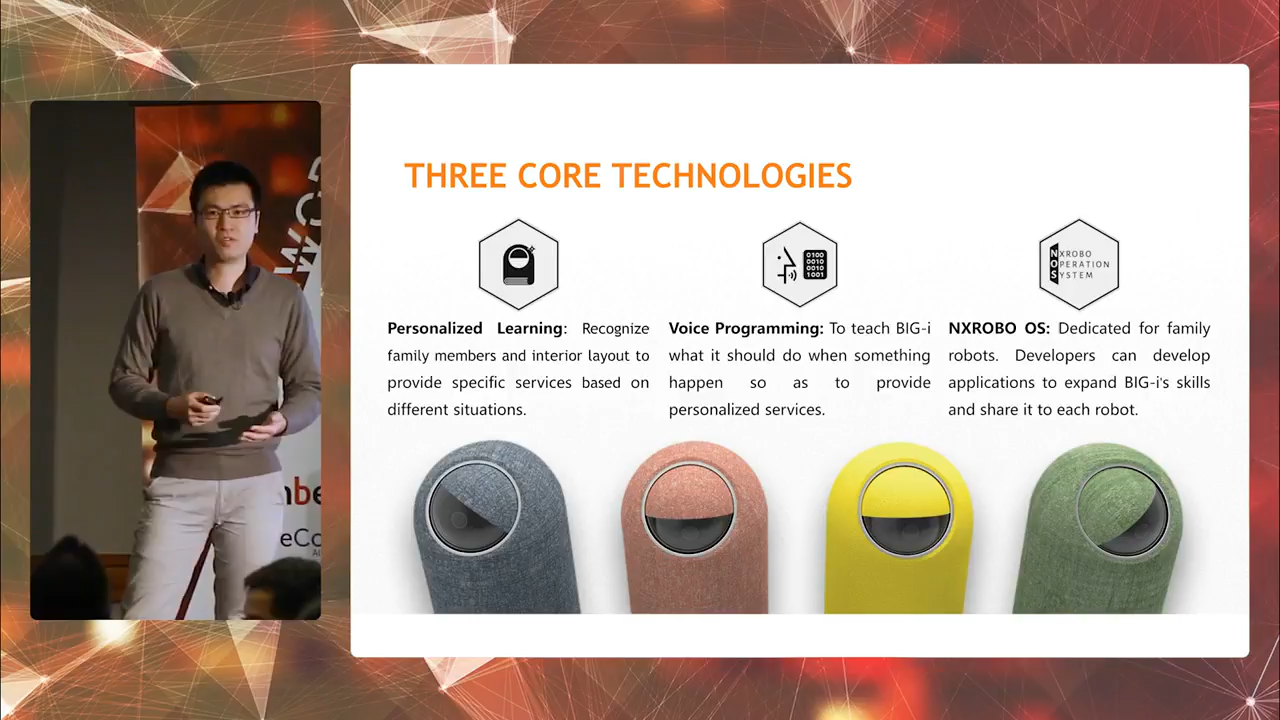 THREE CORE TECHNOLOGIES
0100
0010
0010
1001
NXROBO
OPERATION
SYSTEM
Personalized Learning: Recognize
family members and interior layout to
provide specific services based on
different situations.
Voice Programming: To teach BIG-i
what it should do when something
happen so as to provide
personalized services.
NXROBO OS: Dedicated for family
robots. Developers can develop
applications to expand BIG-i's skills
and share it to each robot.